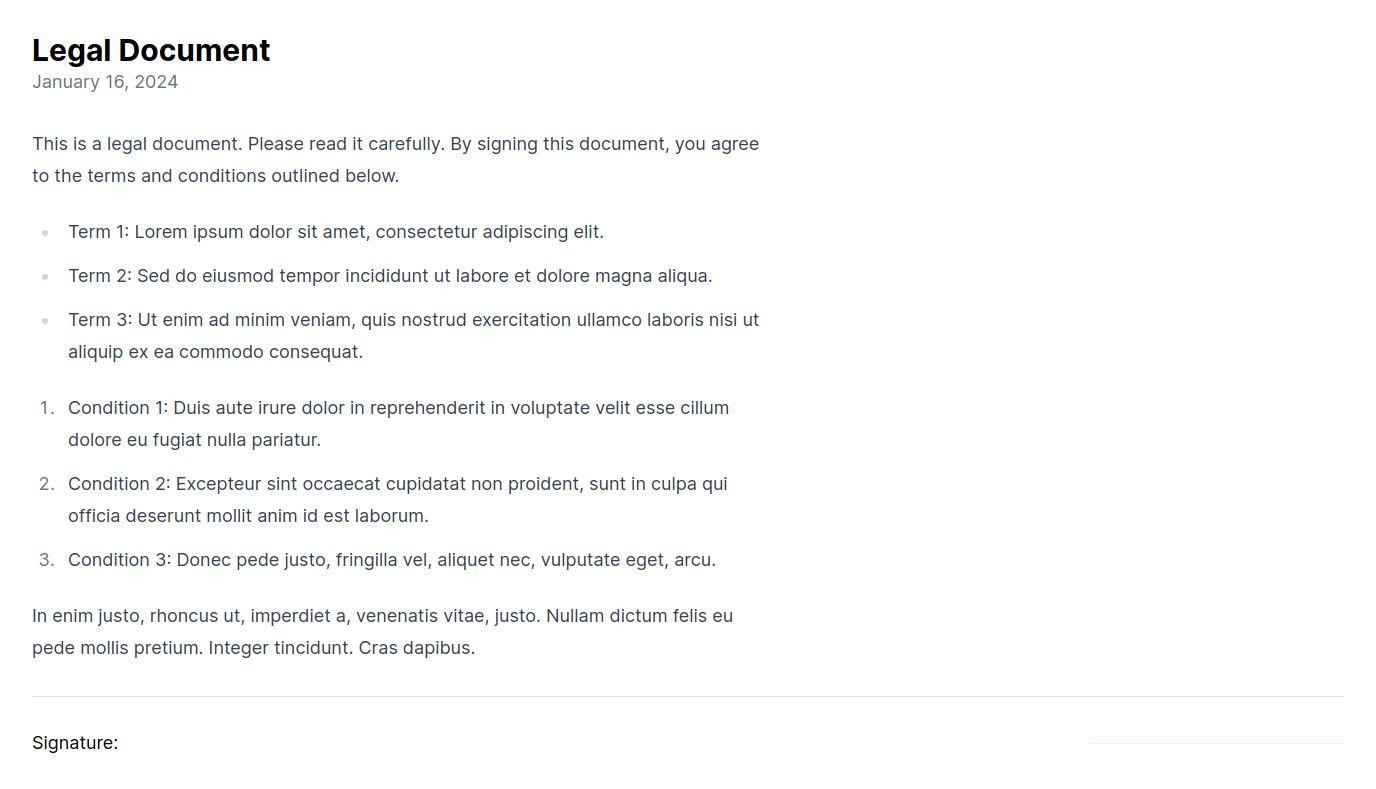 Legal Document
January 16, 2024
This is a legal document. Please read it carefully. By signing this document, you agree
to the terms and conditions outlined below.
• Term 1: Lorem ipsum dolor sit amet, consectetur adipiscing elit.
• Term 2: Sed do eiusmod tempor incididunt ut labore et dolore magna aliqua.
• Term 3: Ut enim ad minim veniam, quis nostrud exercitation ullamco laboris nisi ut
aliquip ex ea commodo consequat.
1. Condition 1: Duis aute irure dolor in reprehenderit in voluptate velit esse cillum
dolore eu fugiat nulla pariatur.
2. Condition 2: Excepteur sint occaecat cupidatat non proident, sunt in culpa qui
officia deserunt mollit anim id est laborum.
3. Condition 3: Donec pede justo, fringilla vel, aliquet nec, vulputate eget, arcu.
In enim justo, rhoncus ut, imperdiet a, venenatis vitae, justo. Nullam dictum felis eu
pede mollis pretium. Integer tincidunt. Cras dapibus.
Signature: